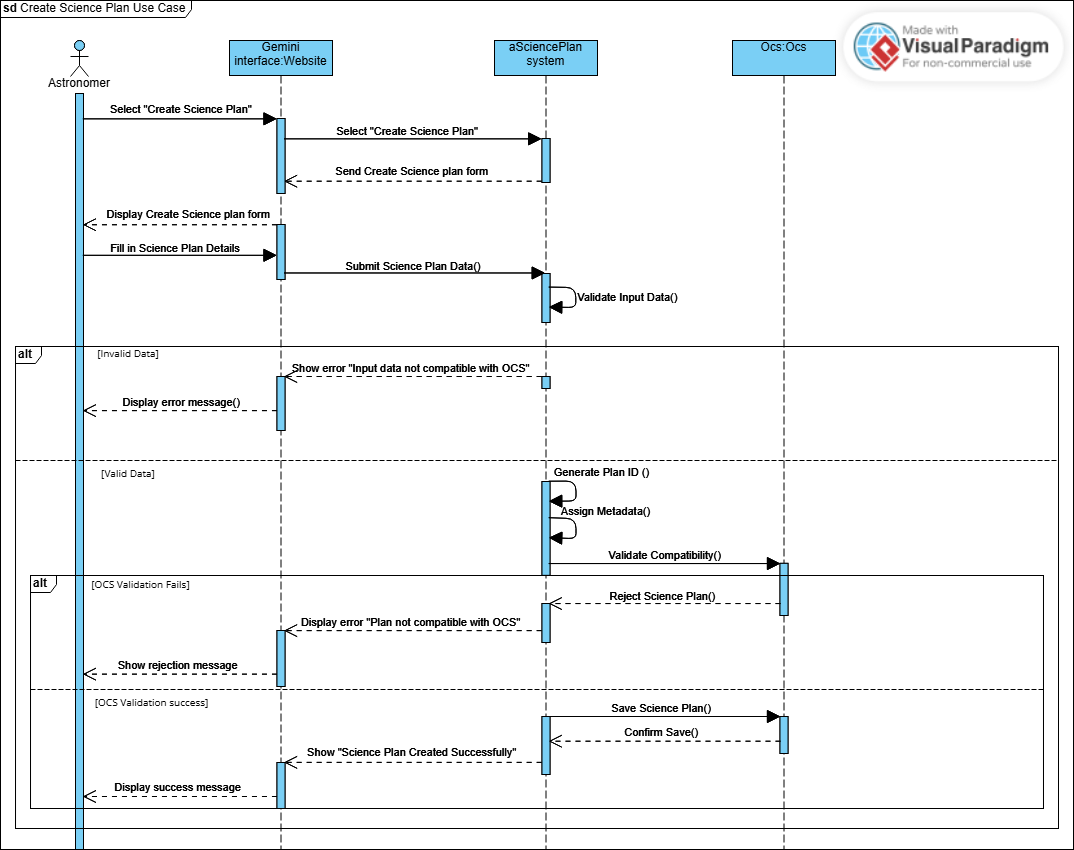 sd Create Science Plan Use Case
Made with
Visual Paradigm
For non-commercial use
Astronomer
Gemini
interface:Website
aSciencePlan
system
Ocs:Ocs
Select "Create Science Plan"
Select "Create Science Plan"
Send Create Science plan form
Display Create Science plan form
Fill in Science Plan Details
Submit Science Plan Data()
Validate Input Data()
alt
[Invalid Data]
Show error "Input data not compatible with OCS"
Display error message()
[Valid Data]
Generate Plan ID ()
Assign Metadata()
Validate Compatibility()
alt
[OCS Validation Fails]
Reject Science Plan()
Display error "Plan not compatible with OCS"
Show rejection message
[OCS Validation success]
Save Science Plan()
Confirm Save()
Show "Science Plan Created Successfully"
Display success message